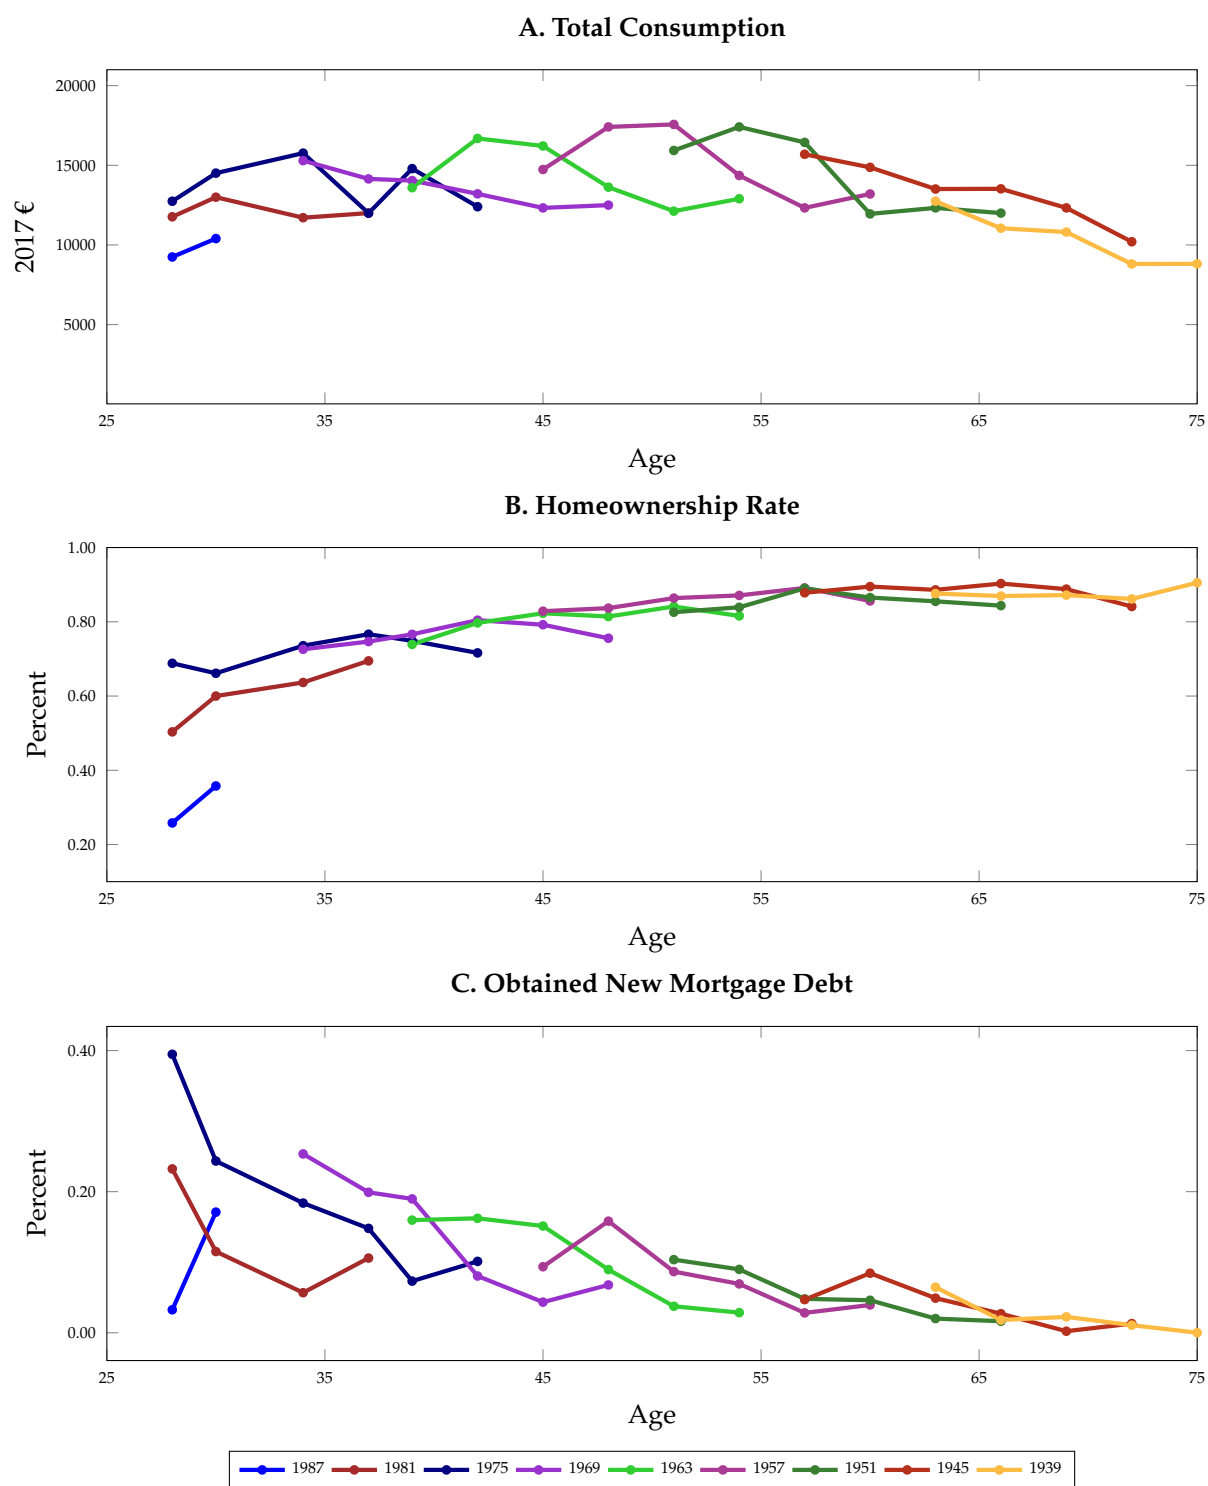 A. Total Consumption
20000
15000
10000
5000
2017 €
25 35 45 55 65 75
Age
B. Homeownership Rate
1.00
0.80
0.60
0.40
0.20
Percent
25 35 45 55 65 75
Age
C. Obtained New Mortgage Debt
0.40
0.20
0.00
Percent
25 35 45 55 65 75
Age
1987 1981 1975 1969 1963 1957 1951 1945 1939